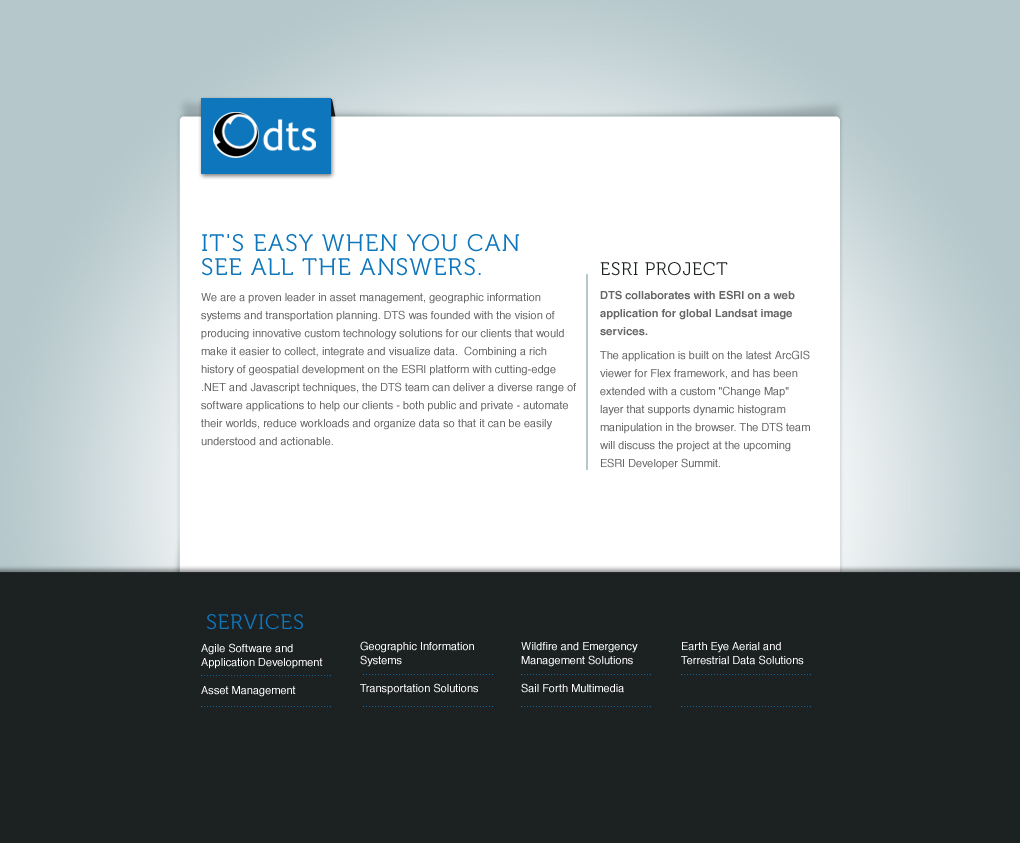 dts
IT'S EASY WHEN YOU CAN
SEE ALL THE ANSWERS.
We are a proven leader in asset management, geographic information
systems and transportation planning. DTS was founded with the vision of
producing innovative custom technology solutions for our clients that would
make it easier to collect, integrate and visualize data.  Combining a rich
history of geospatial development on the ESRI platform with cutting-edge
.NET and Javascript techniques, the DTS team can deliver a diverse range of
software applications to help our clients - both public and private - automate
their worlds, reduce workloads and organize data so that it can be easily
understood and actionable.
ESRI PROJECT
DTS collaborates with ESRI on a web
application for global Landsat image
services.
The application is built on the latest ArcGIS
viewer for Flex framework, and has been
extended with a custom "Change Map"
layer that supports dynamic histogram
manipulation in the browser. The DTS team
will discuss the project at the upcoming
ESRI Developer Summit.
SERVICES
Agile Software and
Application Development
Asset Management
Geographic Information
Systems
Transportation Solutions
Wildfire and Emergency
Management Solutions
Sail Forth Multimedia
Earth Eye Aerial and
Terrestrial Data Solutions